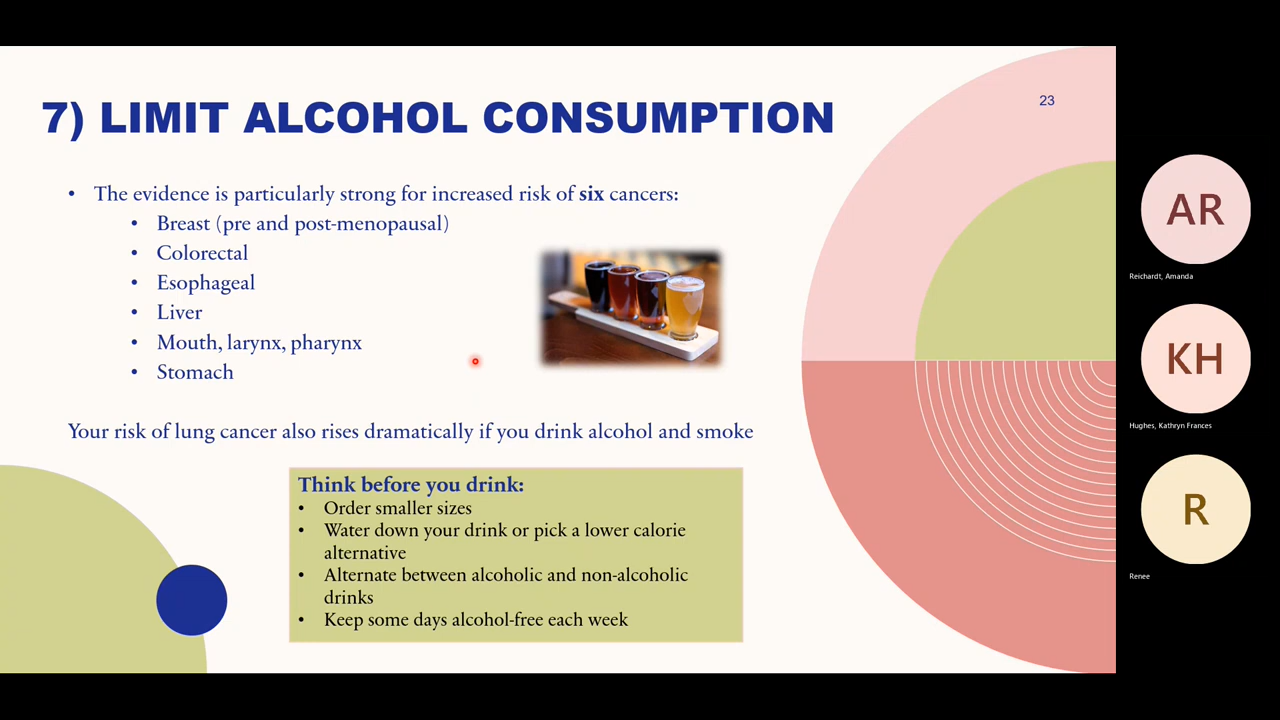 7) LIMIT ALCOHOL CONSUMPTION
23
• The evidence is particularly strong for increased risk of six cancers:
• Breast (pre and post-menopausal)
• Colorectal
• Esophageal
• Liver
• Mouth, larynx, pharynx
• Stomach
Your risk of lung cancer also rises dramatically if you drink alcohol and smoke
Think before you drink:
• Order smaller sizes
• Water down your drink or pick a lower calorie
alternative
• Alternate between alcoholic and non-alcoholic
drinks
• Keep some days alcohol-free each week
AR
Reichardt, Amanda
KH
Hughes, Kathryn Frances
R
Renee